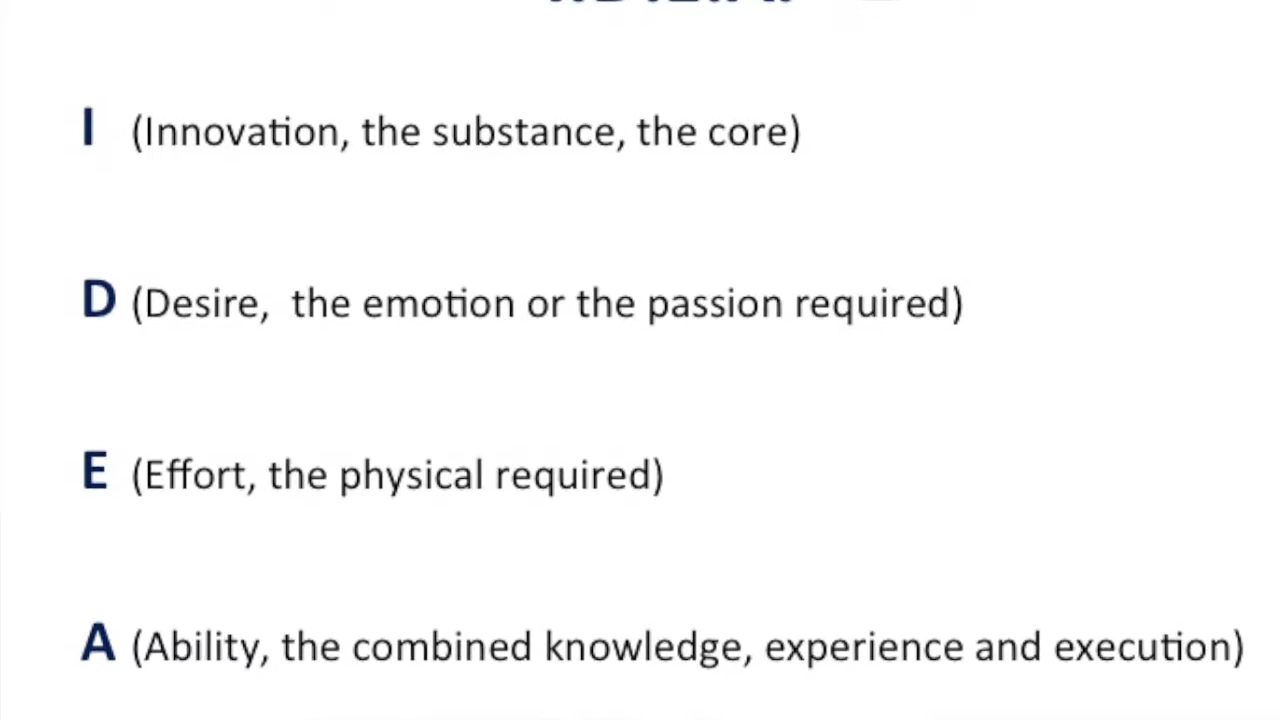 I (Innovation, the substance, the core)
D (Desire, the emotion or the passion required)
E (Effort, the physical required)
A (Ability, the combined knowledge, experience and execution)